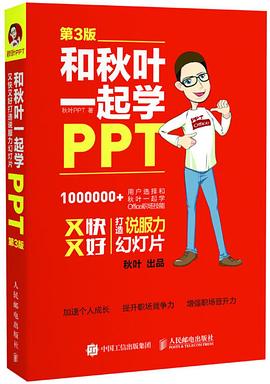 秋叶PPT
和秋叶一起学
又快又好打造说服力幻灯片
PPT
第3版
人民邮电出版社
第3版
和秋叶
一起学
秋叶PPT 著
PPT
Office
1000000+
用户选择和
秋叶一起学
Office职场技能
又快
又好
打造
说服力
幻灯片
秋叶 出品
加速个人成长
提升职场竞争力
增强职场晋升力
中国工信出版集团
人民邮电出版社